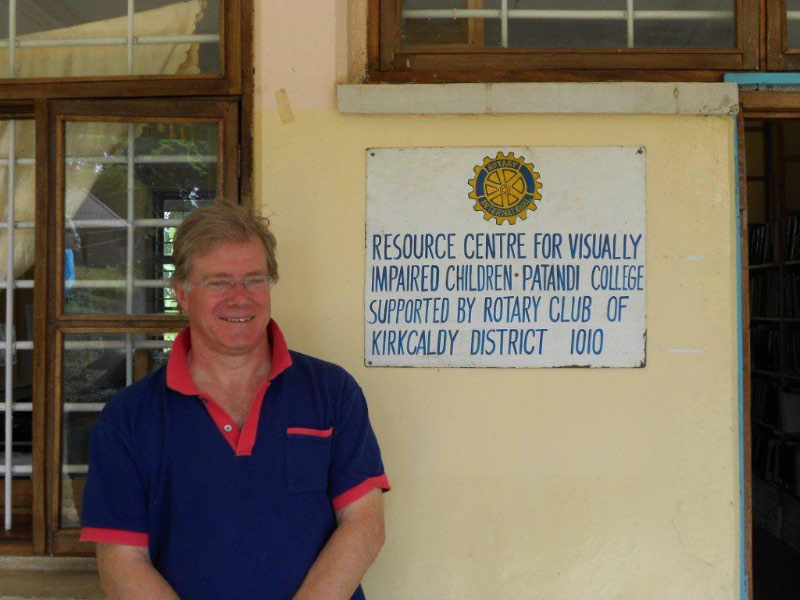 ROTARY
INTERNATIONAL
RESOURCE CENTRE FOR VISUALLY
IMPAIRED CHILDREN-PATANDI COLLEGE
SUPPORTED BY ROTARY CLUB OF
KIRKCALDY DISTRICT 1010